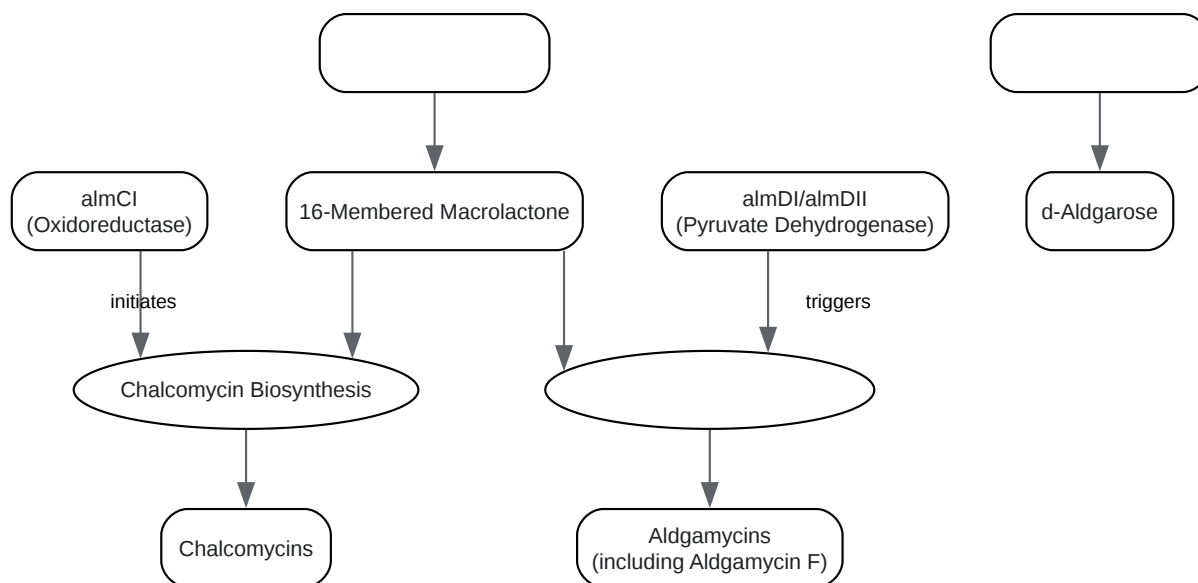 almCI
(Oxidoreductase)
16-Membered Macrolactone
almDI/almDII
(Pyruvate Dehydrogenase)
d-Aldgarose
initiates
triggers
Chalcomycin Biosynthesis
Chalcomycins
Aldgamycins
(including Aldgamycin F)